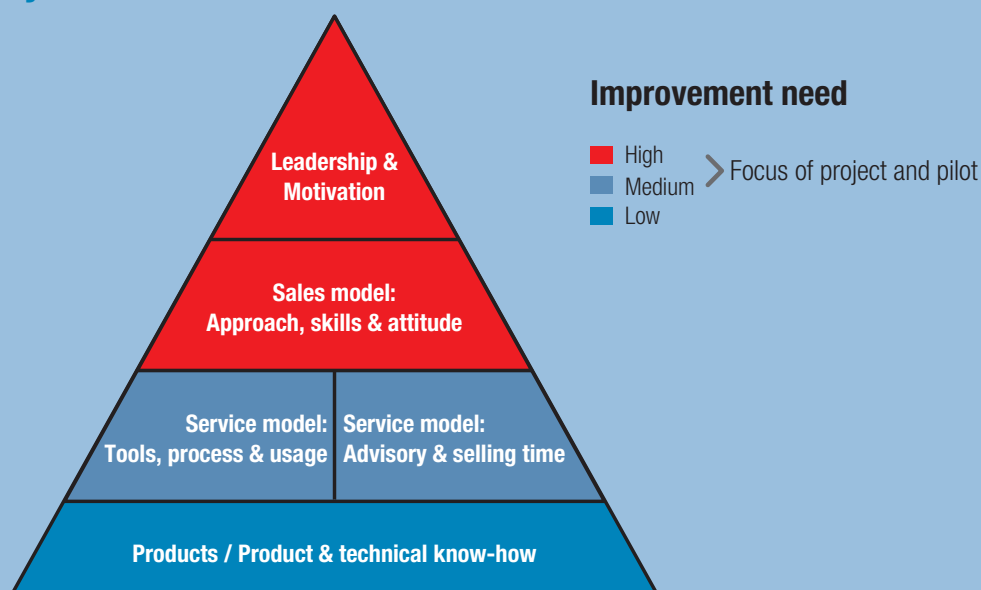 Improvement need
High
Medium
Low
Focus of project and pilot
Leadership &
Motivation
Sales model:
Approach, skills & attitude
Service model:
Tools, process & usage
Service model:
Advisory & selling time
Products / Product & technical know-how